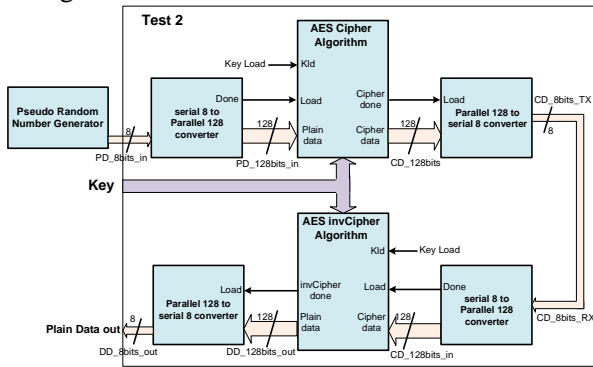 Test 2
AES Cipher
Algorithm
Key Load
Kld
Pseudo Random
Number Generator
8
PD_8bits_in
Done
serial 8 to
Parallel 128
converter
128
PD_128bits_in
Load
Plain
data
Cipher
done
Cipher
data
128
CD_128bits
Load
Parallel 128 to
serial 8 converter
CD_8bits_TX
8
Key
AES invCipher
Algorithm
Kld
Key Load
invCipher
done
Load
Plain
data
Cipher
data
Load
Parallel 128 to
serial 8 converter
128
DD_128bits_out
128
CD_128bits_in
Done
serial 8 to
Parallel 128
converter
CD_8bits_RX
Plain Data out
8
DD_8bits_out